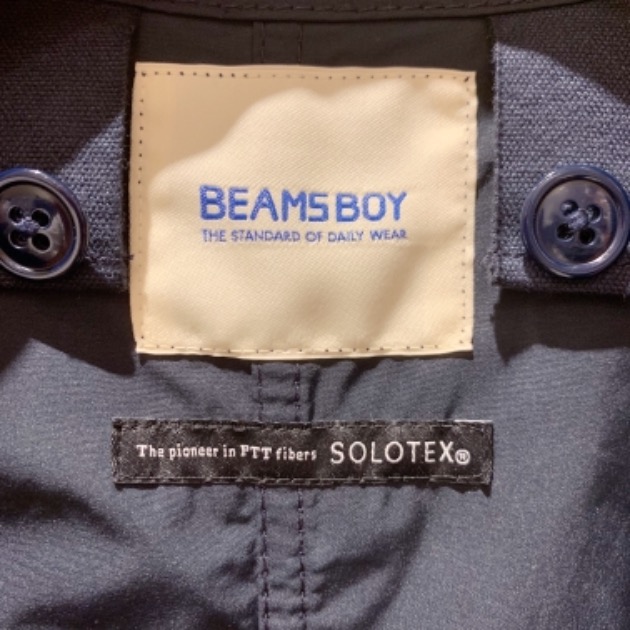 BEAMS BOY
THE STANDARD OF DAILY WEAR
The pioneer in PTT fibers SOLOTEX®